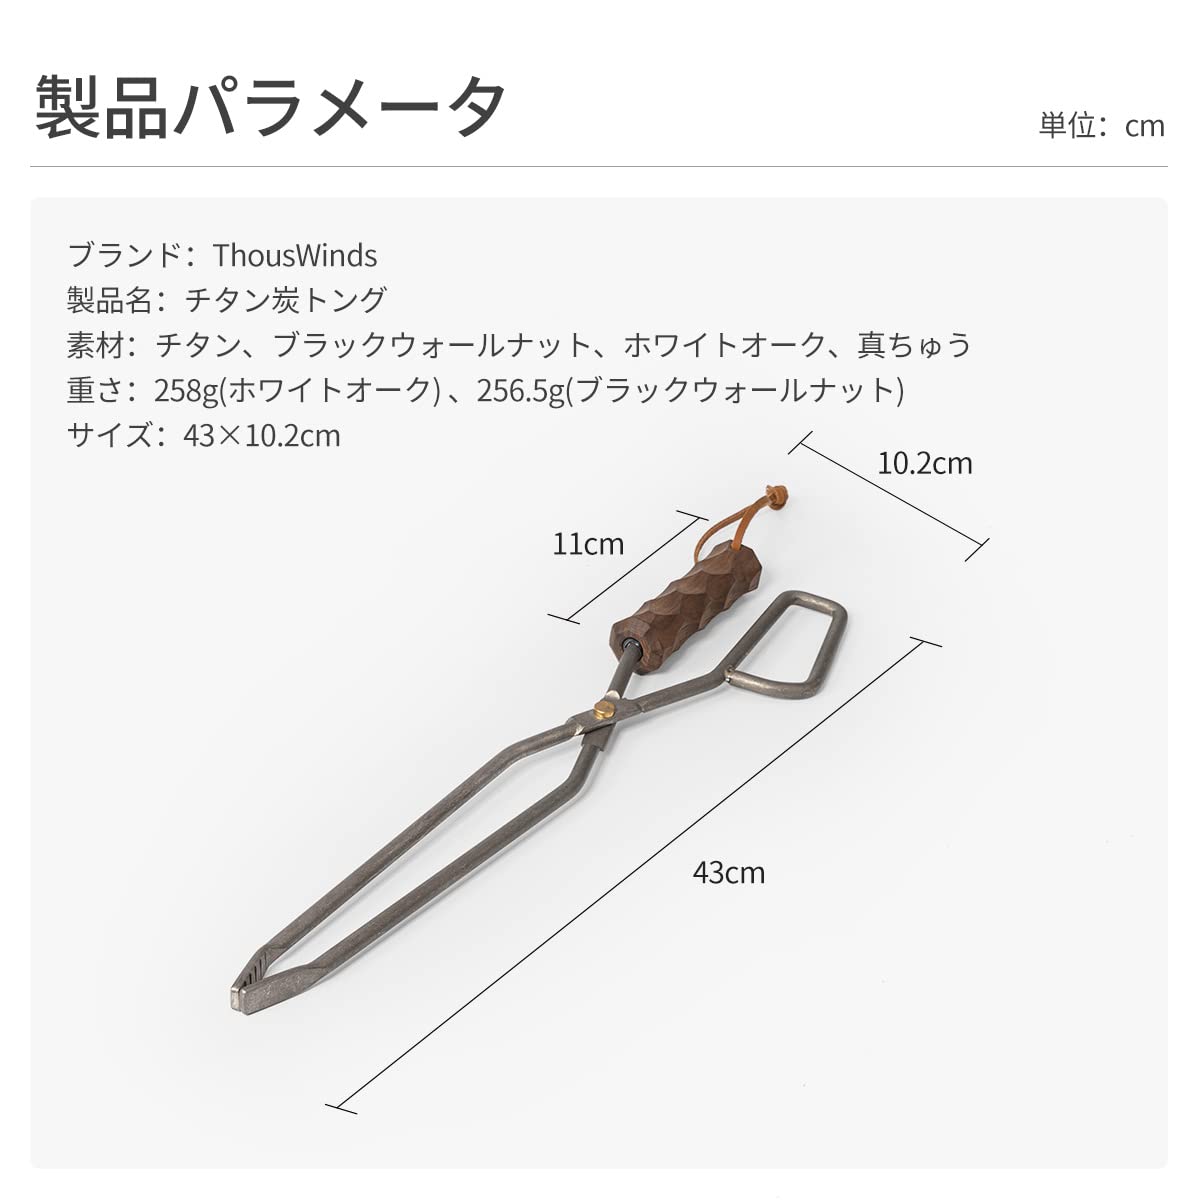 製品パラメータ
単位：cm
ブランド：ThousWinds
製品名：チタン炭トング
素材：チタン、ブラックウォールナット、ホワイトオーク、真ちゅう
重さ：258g(ホワイトオーク) 、256.5g(ブラックウォールナット)
サイズ：43×10.2cm
10.2cm
11cm
43cm